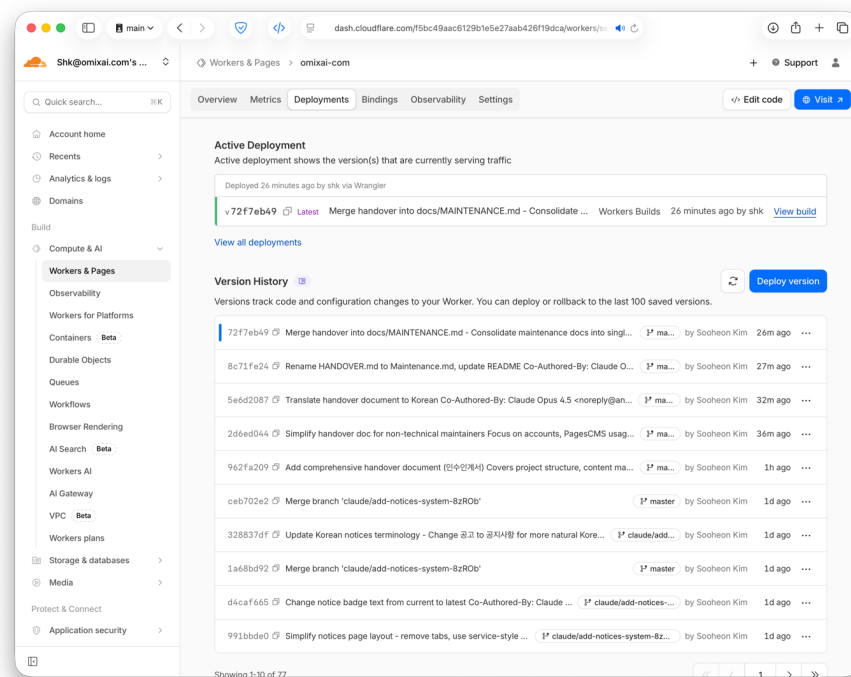 main
dash.cloudflare.com/f5bc49aac6129b1e5e27aab426f19dca/workers/se
Shk@omixai.com's ...
Workers & Pages > omixai-com
Support
Quick search... ⌘K
Overview Metrics Deployments Bindings Observability Settings
</> Edit code
Visit ↗
Account home
Recents
Analytics & logs
Domains
Build
Compute & AI
Workers & Pages
Observability
Workers for Platforms
Containers Beta
Durable Objects
Queues
Workflows
Browser Rendering
AI Search Beta
Workers AI
AI Gateway
VPC Beta
Workers plans
Storage & databases
Media
Protect & Connect
Application security
Active Deployment
Active deployment shows the version(s) that are currently serving traffic
Deployed 26 minutes ago by shk via Wrangler
v 72f7eb49 Latest Merge handover into docs/MAINTENANCE.md - Consolidate ... Workers Builds 26 minutes ago by shk View build
View all deployments
Version History
Deploy version
Versions track code and configuration changes to your Worker. You can deploy or rollback to the last 100 saved versions.
72f7eb49 Merge handover into docs/MAINTENANCE.md - Consolidate maintenance docs into singl... ma... by Sooheon Kim 26m ago ...
8c71fe24 Rename HANDOVER.md to Maintenance.md, update README Co-Authored-By: Claude O... ma... by Sooheon Kim 27m ago ...
5e6d2087 Translate handover document to Korean Co-Authored-By: Claude Opus 4.5 <noreply@an... ma... by Sooheon Kim 32m ago ...
2d6ed044 Simplify handover doc for non-technical maintainers Focus on accounts, PagesCMS usag... ma... by Sooheon Kim 36m ago ...
962fa209 Add comprehensive handover document (인수인계서) Covers project structure, content ma... ma... by Sooheon Kim 1h ago ...
ceb702e2 Merge branch 'claude/add-notices-system-8zROb' master by Sooheon Kim 1d ago ...
328837df Update Korean notices terminology - Change 공고 to 공지사항 for more natural Kore... claude/add... by Sooheon Kim 1d ago ...
1a68bd92 Merge branch 'claude/add-notices-system-8zROb' master by Sooheon Kim 1d ago ...
d4caf665 Change notice badge text from current to latest Co-Authored-By: Claude ... claude/add-notices-... by Sooheon Kim 1d ago ...
991bbde0 Simplify notices page layout - remove tabs, use service-style ... claude/add-notices-system-8z... by Sooheon Kim 1d ago ...
Showing 1-10 of 77
1